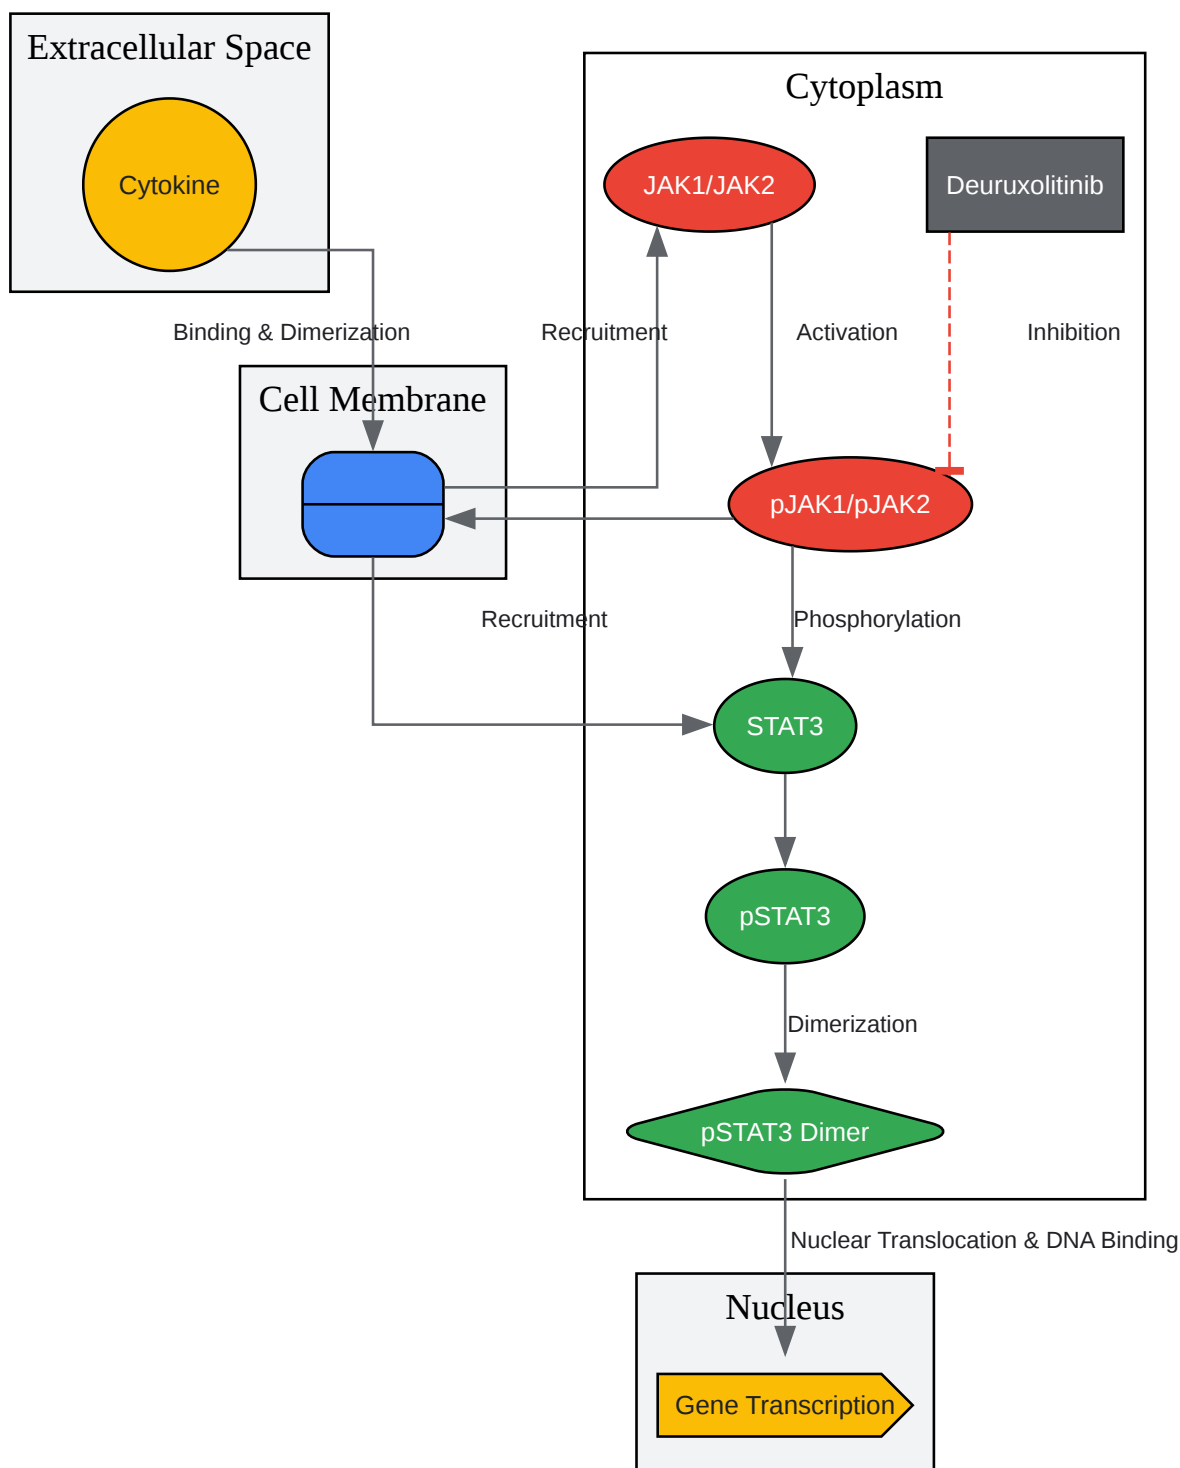 Extracellular Space
Cytoplasm
Cytokine
JAK1/JAK2
Deuruxolitinib
Binding & Dimerization
Recruitment
Activation
Inhibition
Cell Membrane
pJAK1/pJAK2
Recruitment
Phosphorylation
STAT3
pSTAT3
Dimerization
pSTAT3 Dimer
Nuclear Translocation & DNA Binding
Nucleus
Gene Transcription